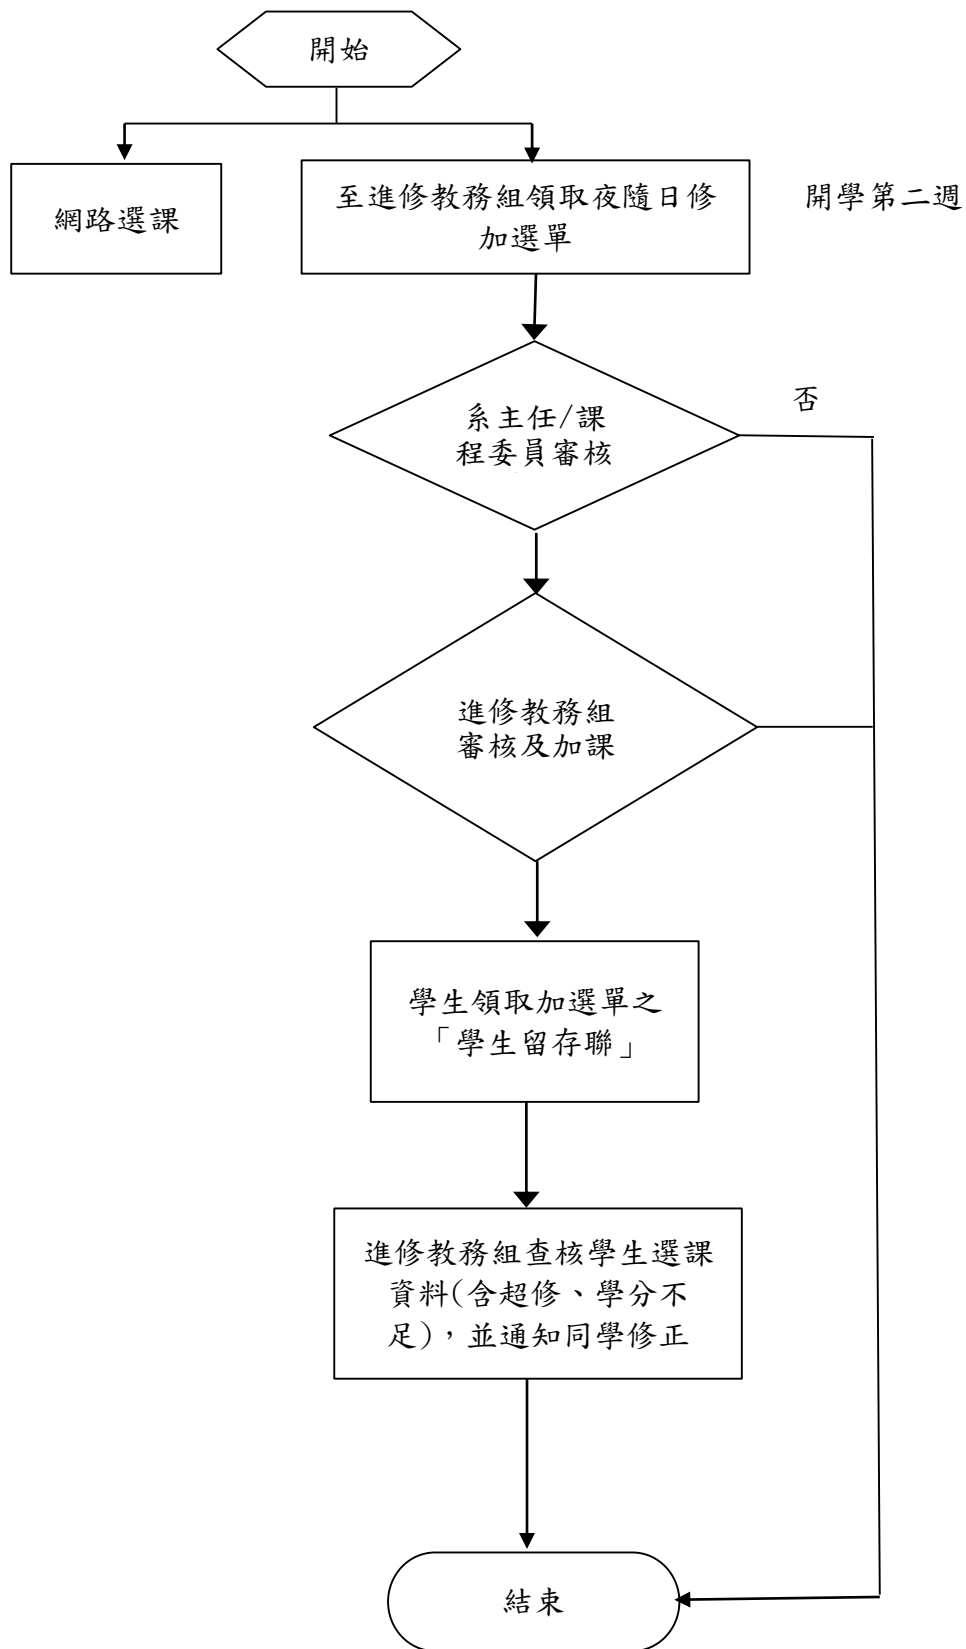 開始
網路選課
至進修教務組領取夜隨日修
加選單
開學第二週
系主任/課
程委員審核
否
進修教務組
審核及加課
學生領取加選單之
「學生留存聯」
進修教務組查核學生選課
資料(含超修、學分不
足)，並通知同學修正
結束